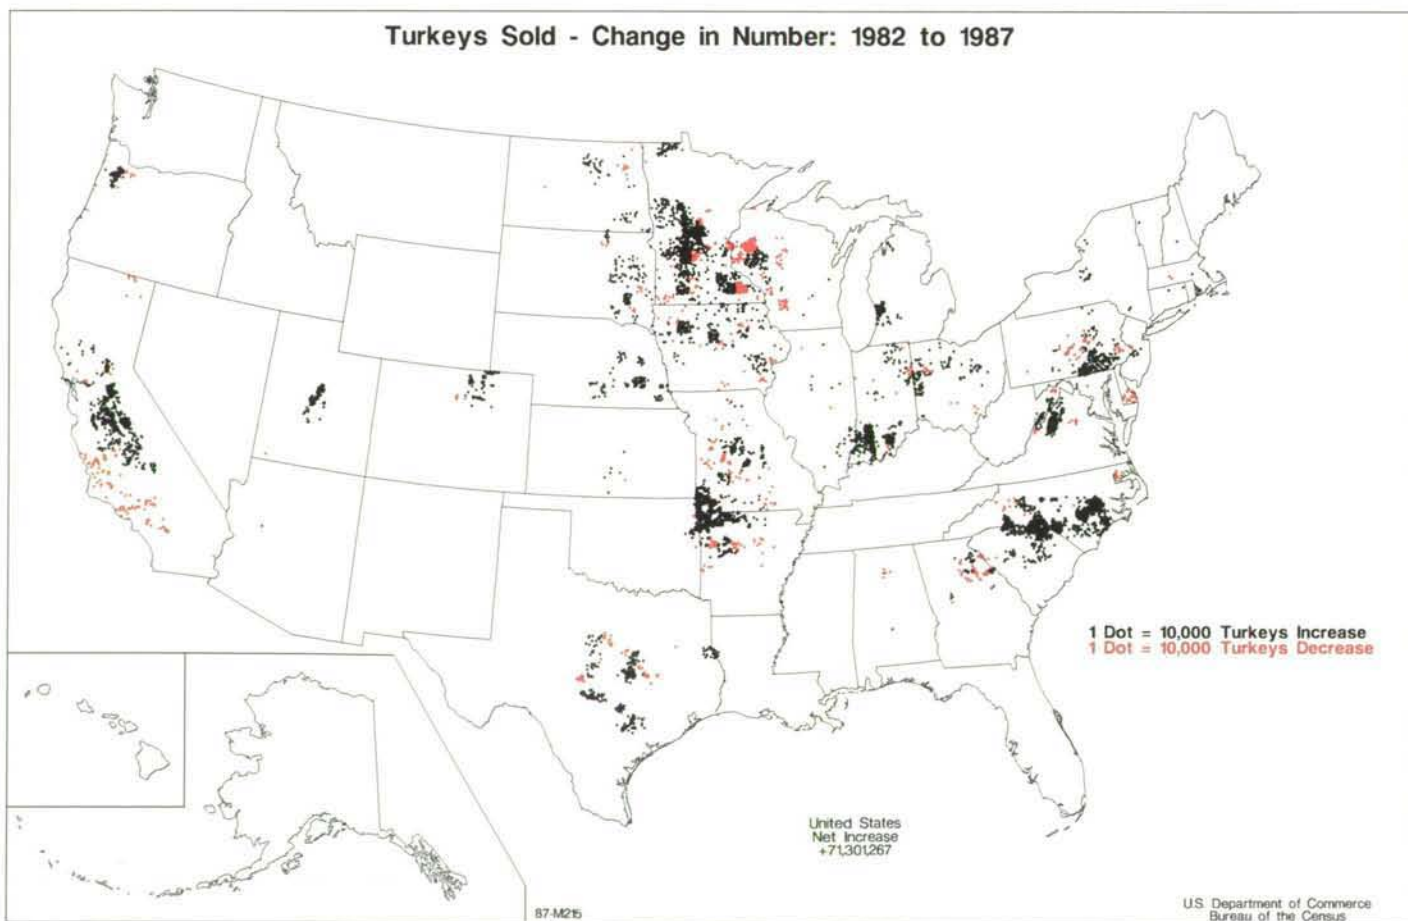 Turkeys Sold - Change in Number: 1982 to 1987
1 Dot = 10,000 Turkeys Increase
1 Dot = 10,000 Turkeys Decrease
United States
Net Increase
+71,301,267
87-M215
U.S. Department of Commerce
Bureau of the Census